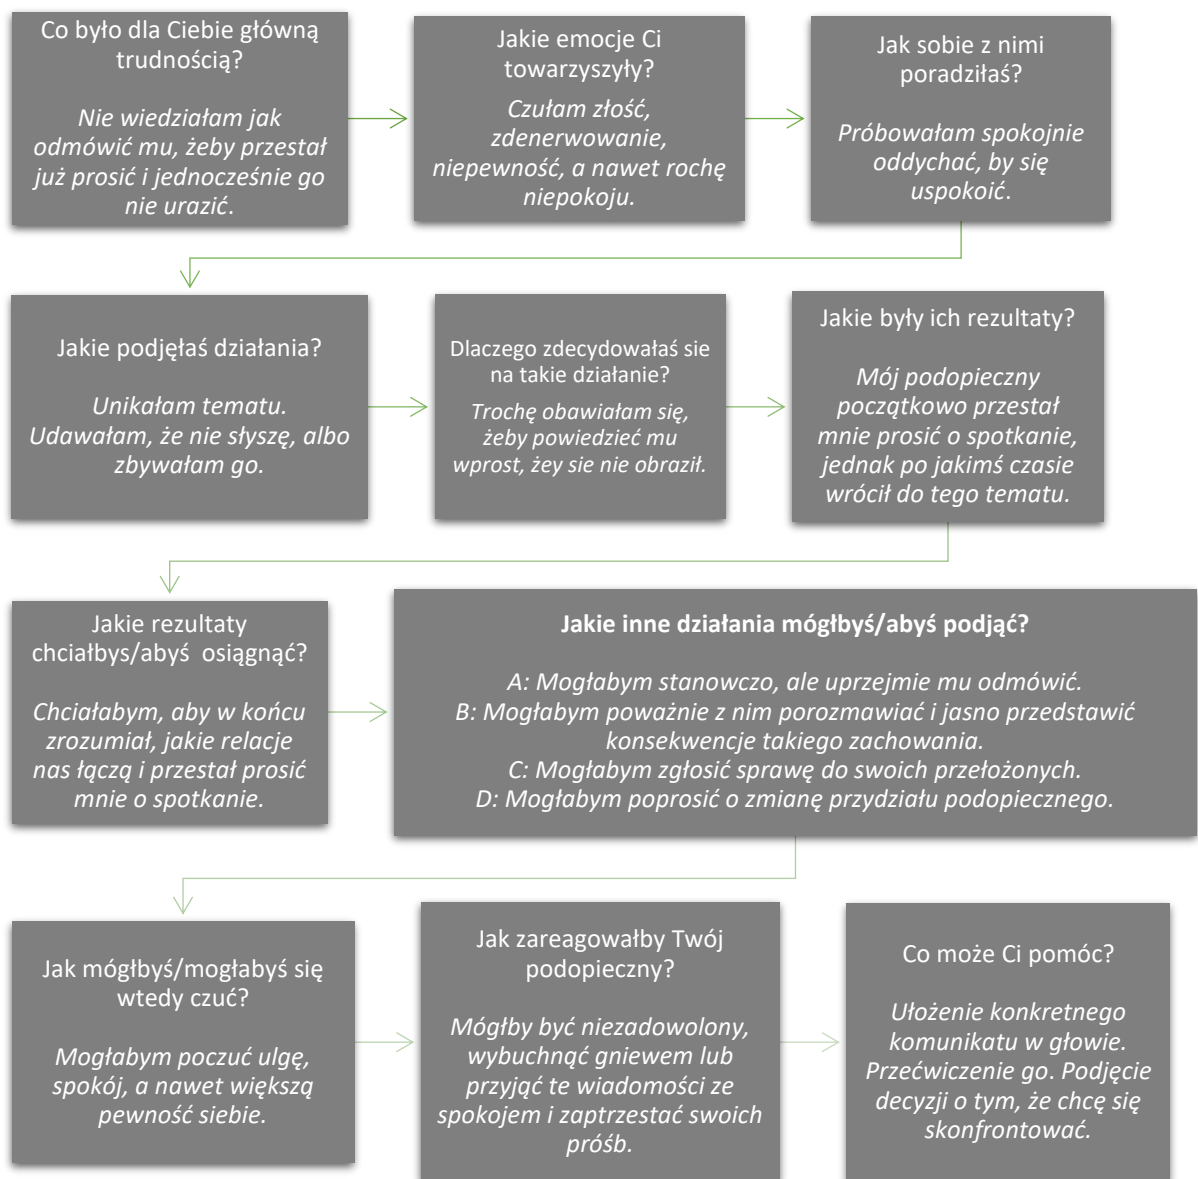 Co było dla Ciebie główną
trudnością?
Nie wiedziałam jak
odmówić mu, żeby przestał
już prosić i jednocześnie go
nie urazić.
Jakie emocje Ci
towarzyszyły?
Czułam złość,
zdenerwowanie,
niepewność, a nawet rochę
niepokoju.
Jak sobie z nimi
poradziłaś?
Próbowałam spokojnie
oddychać, by się
uspokoić.
Jakie podjęłaś działania?
Unikałam tematu.
Udawałam, że nie słyszę, albo
zbywałam go.
Dlaczego zdecydowałaś sie
na takie działanie?
Trochę obawiałam się,
żeby powiedzieć mu
wprost, żey sie nie obraził.
Jakie były ich rezultaty?
Mój podopieczny
początkowo przestał
mnie prosić o spotkanie,
jednak po jakimś czasie
wrócił do tego tematu.
Jakie rezultaty
chciałbys/abyś osiągnąć?
Chciałabym, aby w końcu
zrozumiał, jakie relacje
nas łączą i przestał prosić
mnie o spotkanie.
Jakie inne działania mógłbyś/abyś podjąć?
A: Mogłabym stanowczo, ale uprzejmie mu odmówić.
B: Mogłabym poważnie z nim porozmawiać i jasno przedstawić
konsekwencje takiego zachowania.
C: Mogłabym zgłosić sprawę do swoich przełożonych.
D: Mogłabym poprosić o zmianę przydziału podopiecznego.
Jak mógłbyś/mogłabyś się
wtedy czuć?
Mogłabym poczuć ulgę,
spokój, a nawet większą
pewność siebie.
Jak zareagowałby Twój
podopieczny?
Mógłby być niezadowolony,
wybuchnąć gniewem lub
przyjąć te wiadomości ze
spokojem i zaptrzestać swoich
próśb.
Co może Ci pomóc?
Ułożenie konkretnego
komunikatu w głowie.
Przećwiczenie go. Podjęcie
decyzji o tym, że chcę się
skonfrontować.